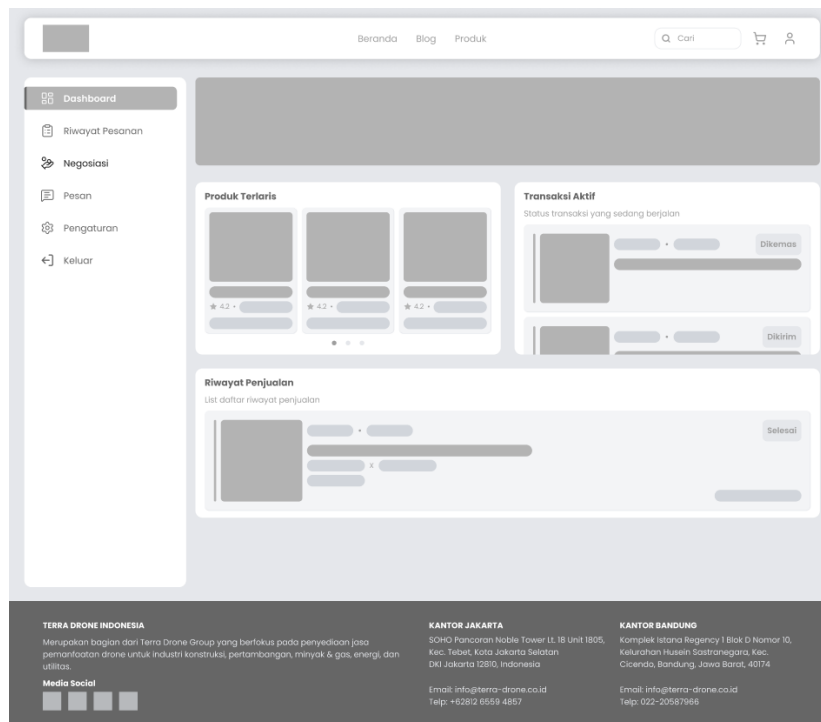 Beranda Blog Produk Cari
Dashboard
Riwayat Pesanan
Negosiasi
Pesan
Pengaturan
Keluar
Produk Terlaris
4.2 •
4.2 •
4.2 •
Transaksi Aktif
Status transaksi yang sedang berjalan
• Dikemas
• Dikirim
Riwayat Penjualan
List daftar riwayat penjualan
• Selesai
x
TERRA DRONE INDONESIA
Merupakan bagian dari Terra Drone Group yang berfokus pada penyediaan jasa
pemanfaatan drone untuk industri konstruksi, pertambangan, minyak & gas, energi, dan
utilitas.
Media Social
KANTOR JAKARTA
SOHO Pancoran Noble Tower Lt. 18 Unit 1805,
Kec. Tebet, Kota Jakarta Selatan
DKI Jakarta 12810, Indonesia
Email: info@terra-drone.co.id
Telp: +62812 6559 4857
KANTOR BANDUNG
Komplek Istana Regency 1 Blok D Nomor 10,
Kelurahan Husein Sastranegara, Kec.
Cicendo, Bandung, Jawa Barat, 40174
Email: info@terra-drone.co.id
Telp: 022-20587966